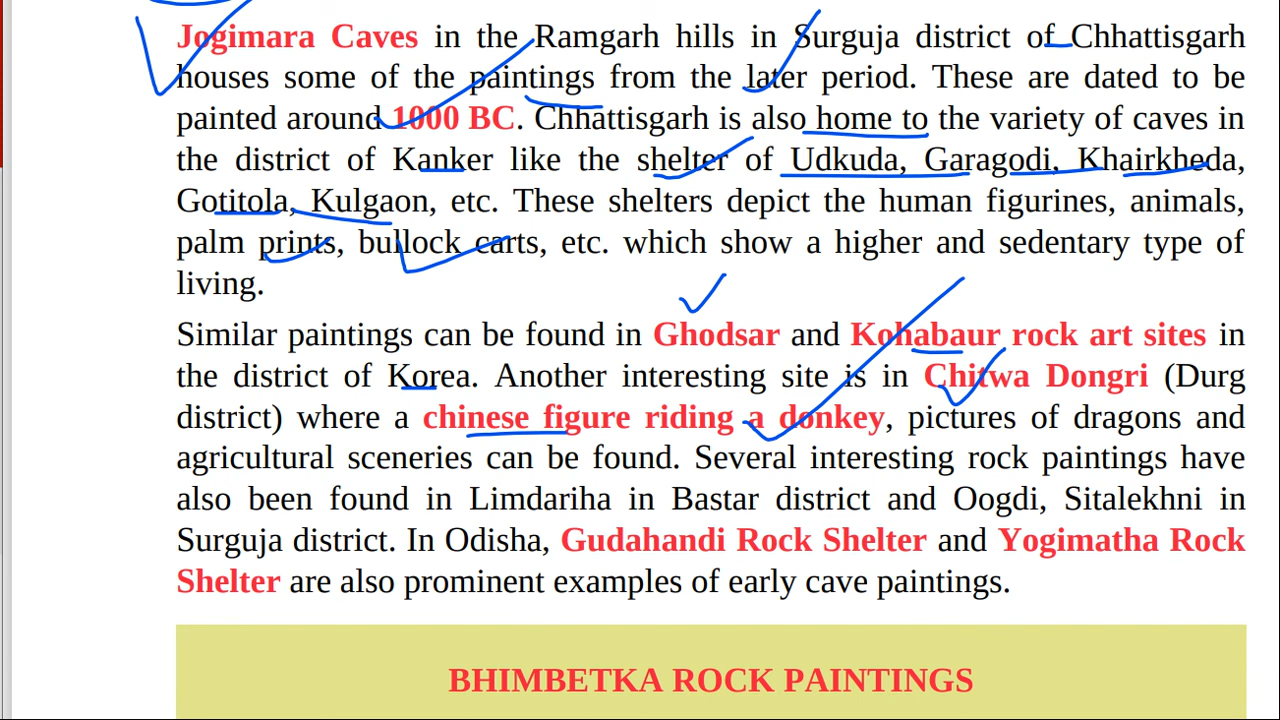 Jogimara Caves in the Ramgarh hills in Surguja district of Chhattisgarh
houses some of the paintings from the later period. These are dated to be
painted around 1000 BC. Chhattisgarh is also home to the variety of caves in
the district of Kanker like the shelter of Udkuda, Garagodi, Khairkheda,
Gotitola, Kulgaon, etc. These shelters depict the human figurines, animals,
palm prints, bullock carts, etc. which show a higher and sedentary type of
living.
Similar paintings can be found in Ghodsar and Kohabaur rock art sites in
the district of Korea. Another interesting site is in Chitwa Dongri (Durg
district) where a chinese figure riding a donkey, pictures of dragons and
agricultural sceneries can be found. Several interesting rock paintings have
also been found in Limdariha in Bastar district and Oogdi, Sitalekhni in
Surguja district. In Odisha, Gudahandi Rock Shelter and Yogimatha Rock
Shelter are also prominent examples of early cave paintings.
BHIMBETKA ROCK PAINTINGS